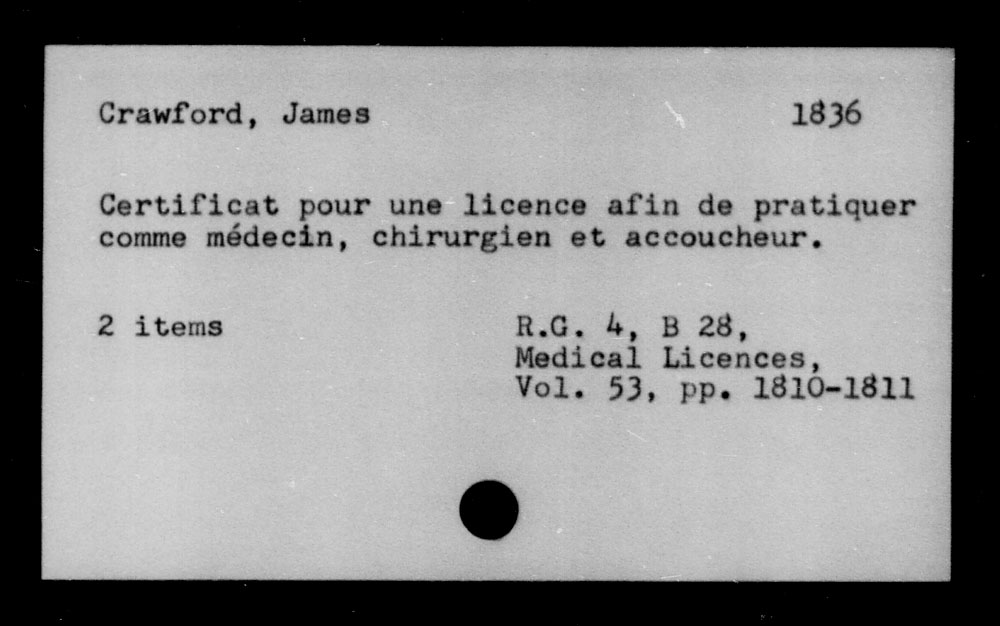 Crawford, James 1836
Certificat pour une licence afin de pratiquer
comme médecin, chirurgien et accoucheur.
2 items R.G. 4, B 28,
Medical Licences,
Vol. 53, pp. 1810-1811